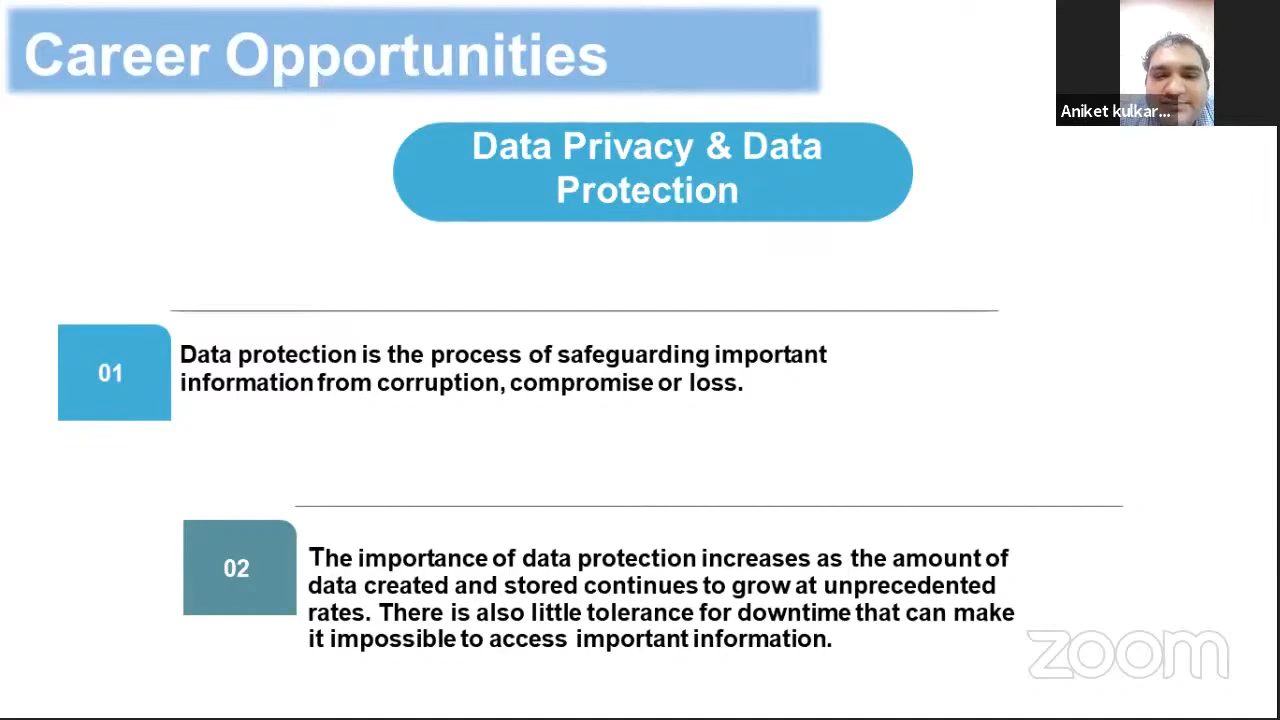 Career Opportunities
Aniket kulkar...
Data Privacy & Data
Protection
01
Data protection is the process of safeguarding important
information from corruption, compromise or loss.
02
The importance of data protection increases as the amount of
data created and stored continues to grow at unprecedented
rates. There is also little tolerance for downtime that can make
it impossible to access important information.
zoom